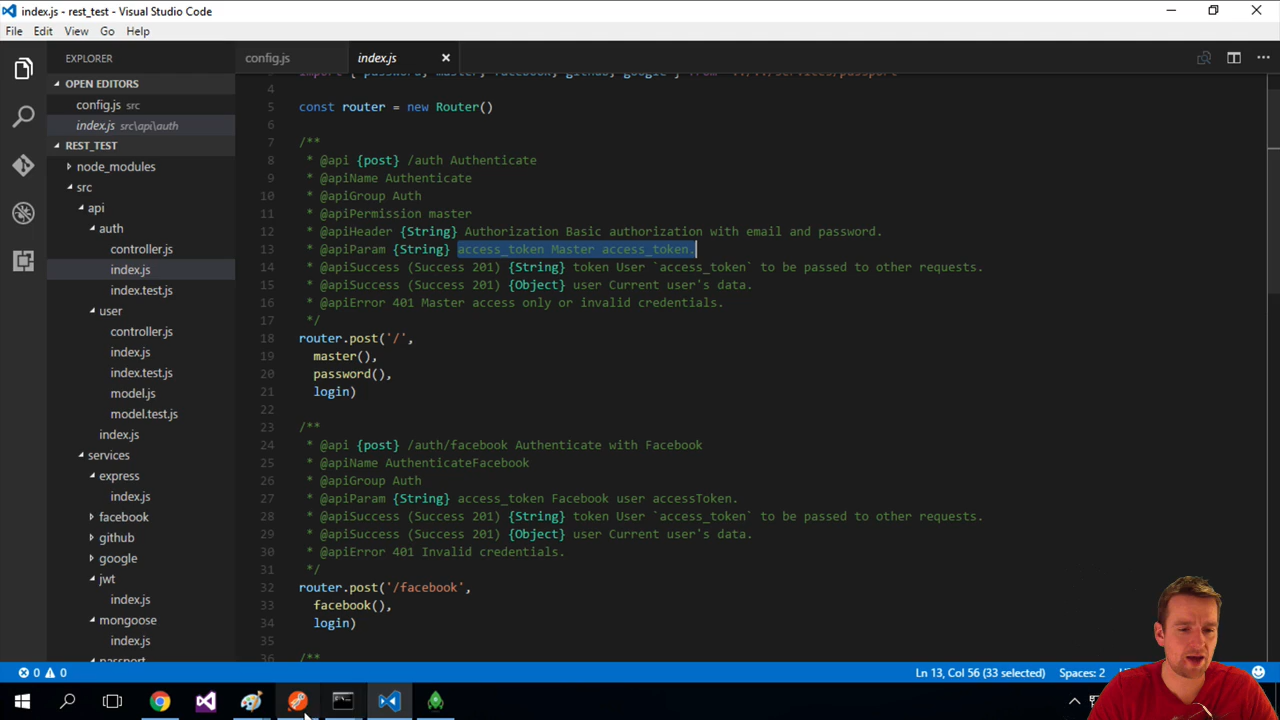 index.js - rest_test - Visual Studio Code
File Edit View Go Help
EXPLORER
OPEN EDITORS
config.js src
index.js src\api\auth
REST_TEST
node_modules
src
api
auth
controller.js
index.js
index.test.js
user
controller.js
index.js
index.test.js
model.js
model.test.js
index.js
services
express
index.js
facebook
github
google
jwt
index.js
mongoose
index.js
passport
config.js index.js
4
5 const router = new Router()
6
7 /**
8 * @api {post} /auth Authenticate
9 * @apiName Authenticate
10 * @apiGroup Auth
11 * @apiPermission master
12 * @apiHeader {String} Authorization Basic authorization with email and password.
13 * @apiParam {String} access_token Master access_token.
14 * @apiSuccess (Success 201) {String} token User `access_token` to be passed to other requests.
15 * @apiSuccess (Success 201) {Object} user Current user's data.
16 * @apiError 401 Master access only or invalid credentials.
17 */
18 router.post('/',
19 master(),
20 password(),
21 login)
22
23 /**
24 * @api {post} /auth/facebook Authenticate with Facebook
25 * @apiName AuthenticateFacebook
26 * @apiGroup Auth
27 * @apiParam {String} access_token Facebook user accessToken.
28 * @apiSuccess (Success 201) {String} token User `access_token` to be passed to other requests.
29 * @apiSuccess (Success 201) {Object} user Current user's data.
30 * @apiError 401 Invalid credentials.
31 */
32 router.post('/facebook',
33 facebook(),
34 login)
35
36 /**
0 0 Ln 13, Col 56 (33 selected) Spaces: 2